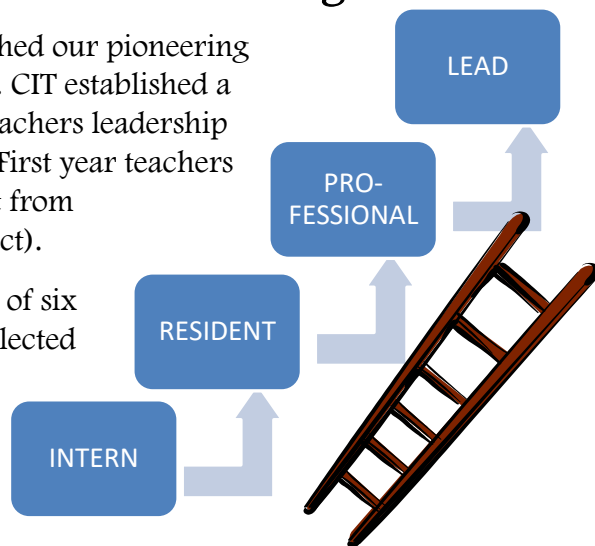 hed our pioneering
. CIT established a
eachers leadership
First year teachers
from
ct).
of six
lected
LEAD
PRO-
FESSIONAL
RESIDENT
INTERN